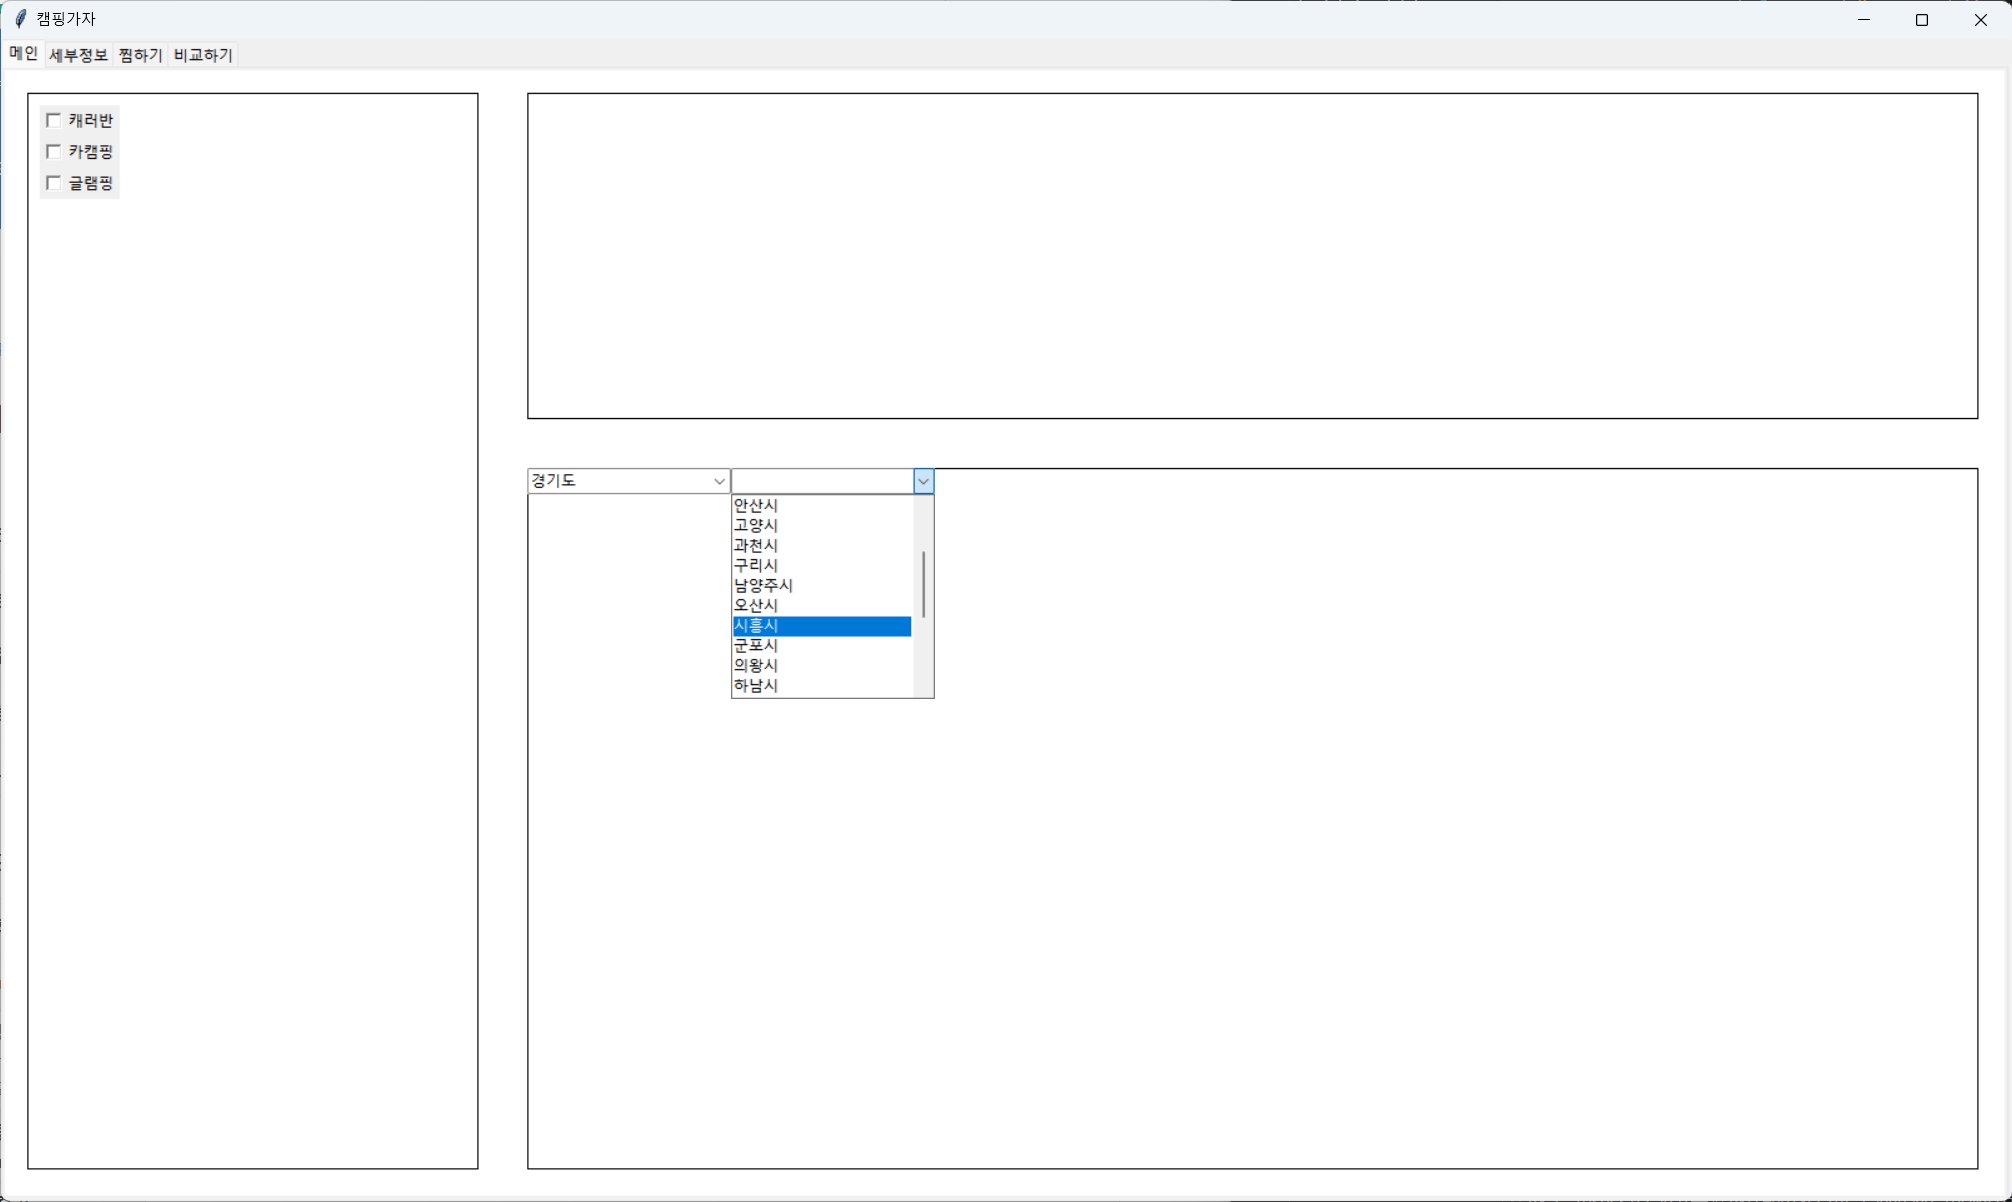 캠핑가자
메인 세부정보 찜하기 비교하기
캐러반
카캠핑
글램핑
경기도
안산시
고양시
과천시
구리시
남양주시
오산시
시흥시
군포시
의왕시
하남시